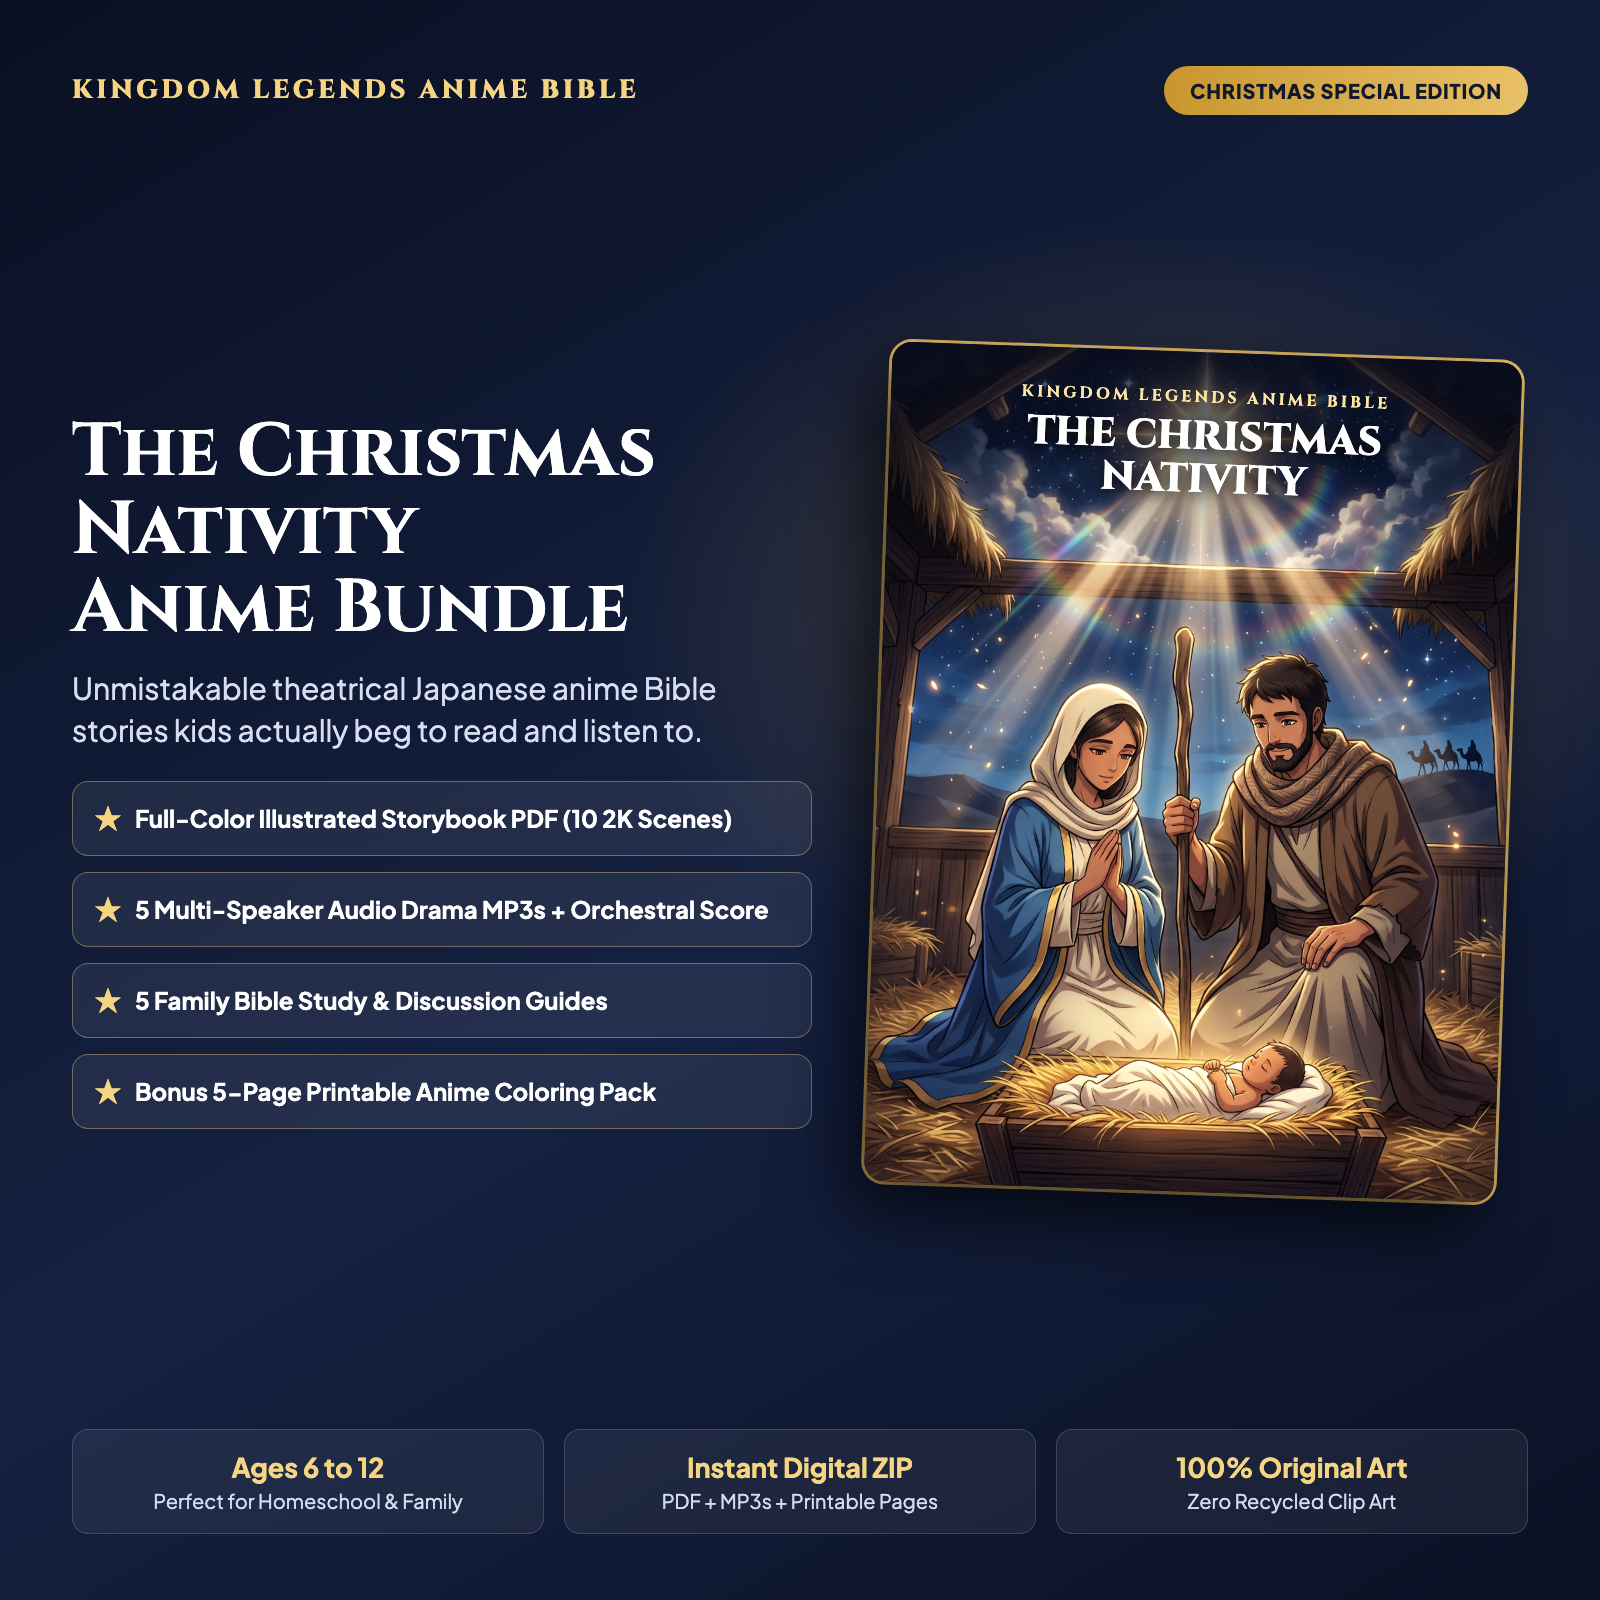 KINGDOM LEGENDS ANIME BIBLE
CHRISTMAS SPECIAL EDITION
THE CHRISTMAS
NATIVITY
ANIME BUNDLE
Unmistakable theatrical Japanese anime Bible
stories kids actually beg to read and listen to.
★ Full-Color Illustrated Storybook PDF (10 2K Scenes)
★ 5 Multi-Speaker Audio Drama MP3s + Orchestral Score
★ 5 Family Bible Study & Discussion Guides
★ Bonus 5-Page Printable Anime Coloring Pack
KINGDOM LEGENDS ANIME BIBLE
THE CHRISTMAS
NATIVITY
Ages 6 to 12
Perfect for Homeschool & Family
Instant Digital ZIP
PDF + MP3s + Printable Pages
100% Original Art
Zero Recycled Clip Art